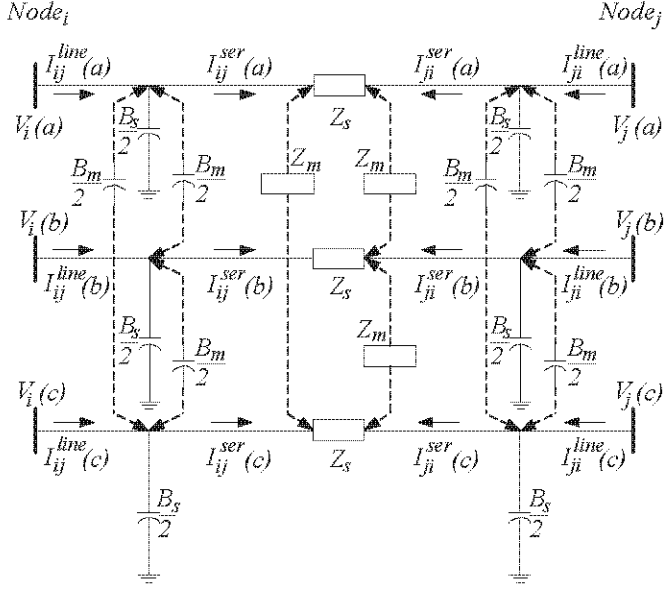 Node_i Node_j
I_ij^line(a) I_ij^ser(a) I_ji^ser(a) I_ji^line(a)
V_i(a) B_s/2 Z_s B_s/2 V_j(a)
B_m/2 B_m/2 Z_m Z_m B_m/2 B_m/2
V_i(b) V_j(b)
I_ij^line(b) I_ij^ser(b) Z_s I_ji^ser(b) I_ji^line(b)
B_s/2 B_m/2 Z_m B_s/2 B_m/2
V_i(c) V_j(c)
I_ij^line(c) I_ij^ser(c) Z_s I_ji^ser(c) I_ji^line(c)
B_s/2 B_s/2